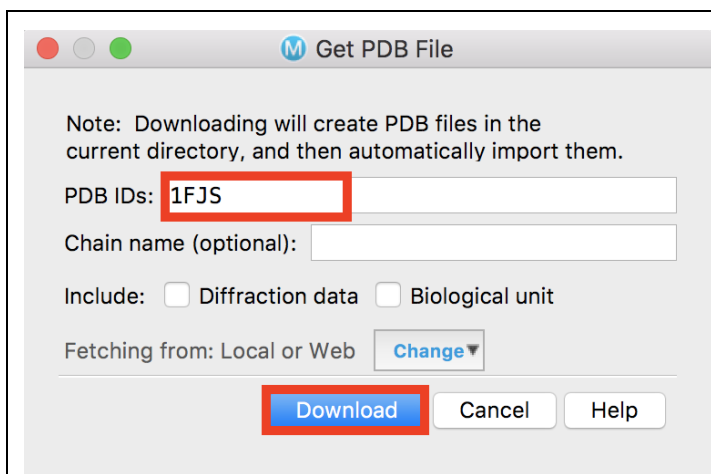 M Get PDB File
Note: Downloading will create PDB files in the
current directory, and then automatically import them.
PDB IDs: 1FJS
Chain name (optional):
Include: Diffraction data Biological unit
Fetching from: Local or Web Change
Download Cancel Help